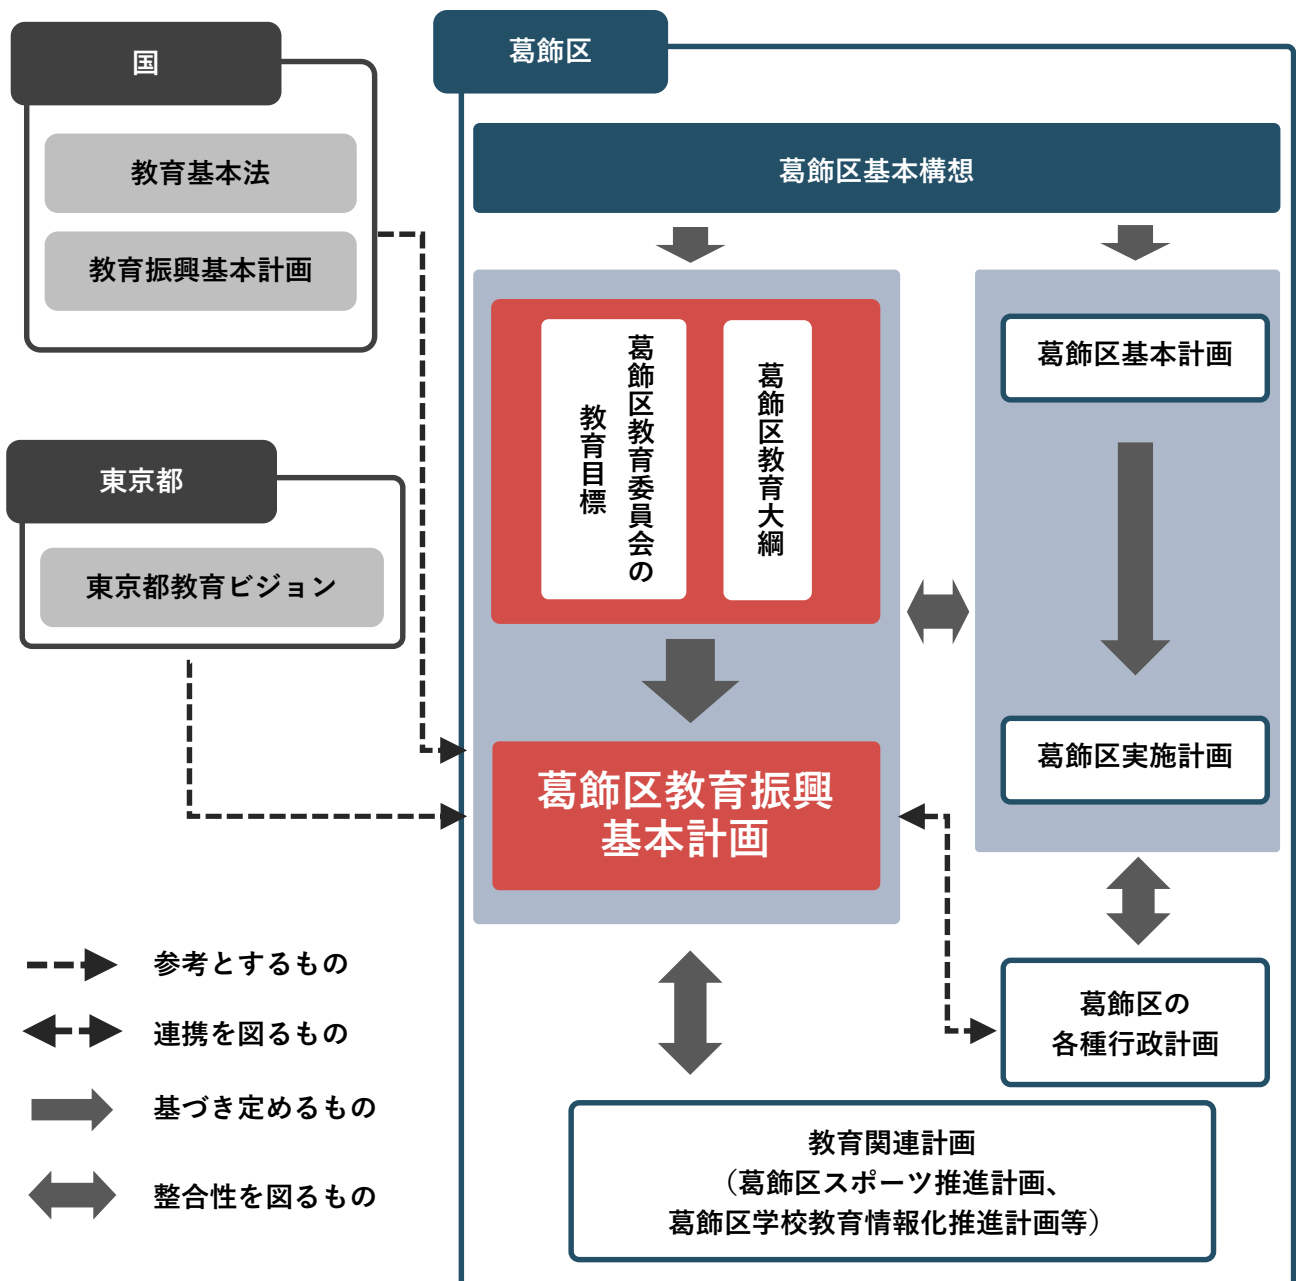 国
教育基本法
教育振興基本計画
東京都
東京都教育ビジョン
葛飾区
葛飾区基本構想
葛飾区教育大綱
葛飾区教育委員会の
教育目標
葛飾区教育振興
基本計画
葛飾区基本計画
葛飾区実施計画
葛飾区の
各種行政計画
教育関連計画
（葛飾区スポーツ推進計画、
葛飾区学校教育情報化推進計画等）
参考とするもの
連携を図るもの
基づき定めるもの
整合性を図るもの